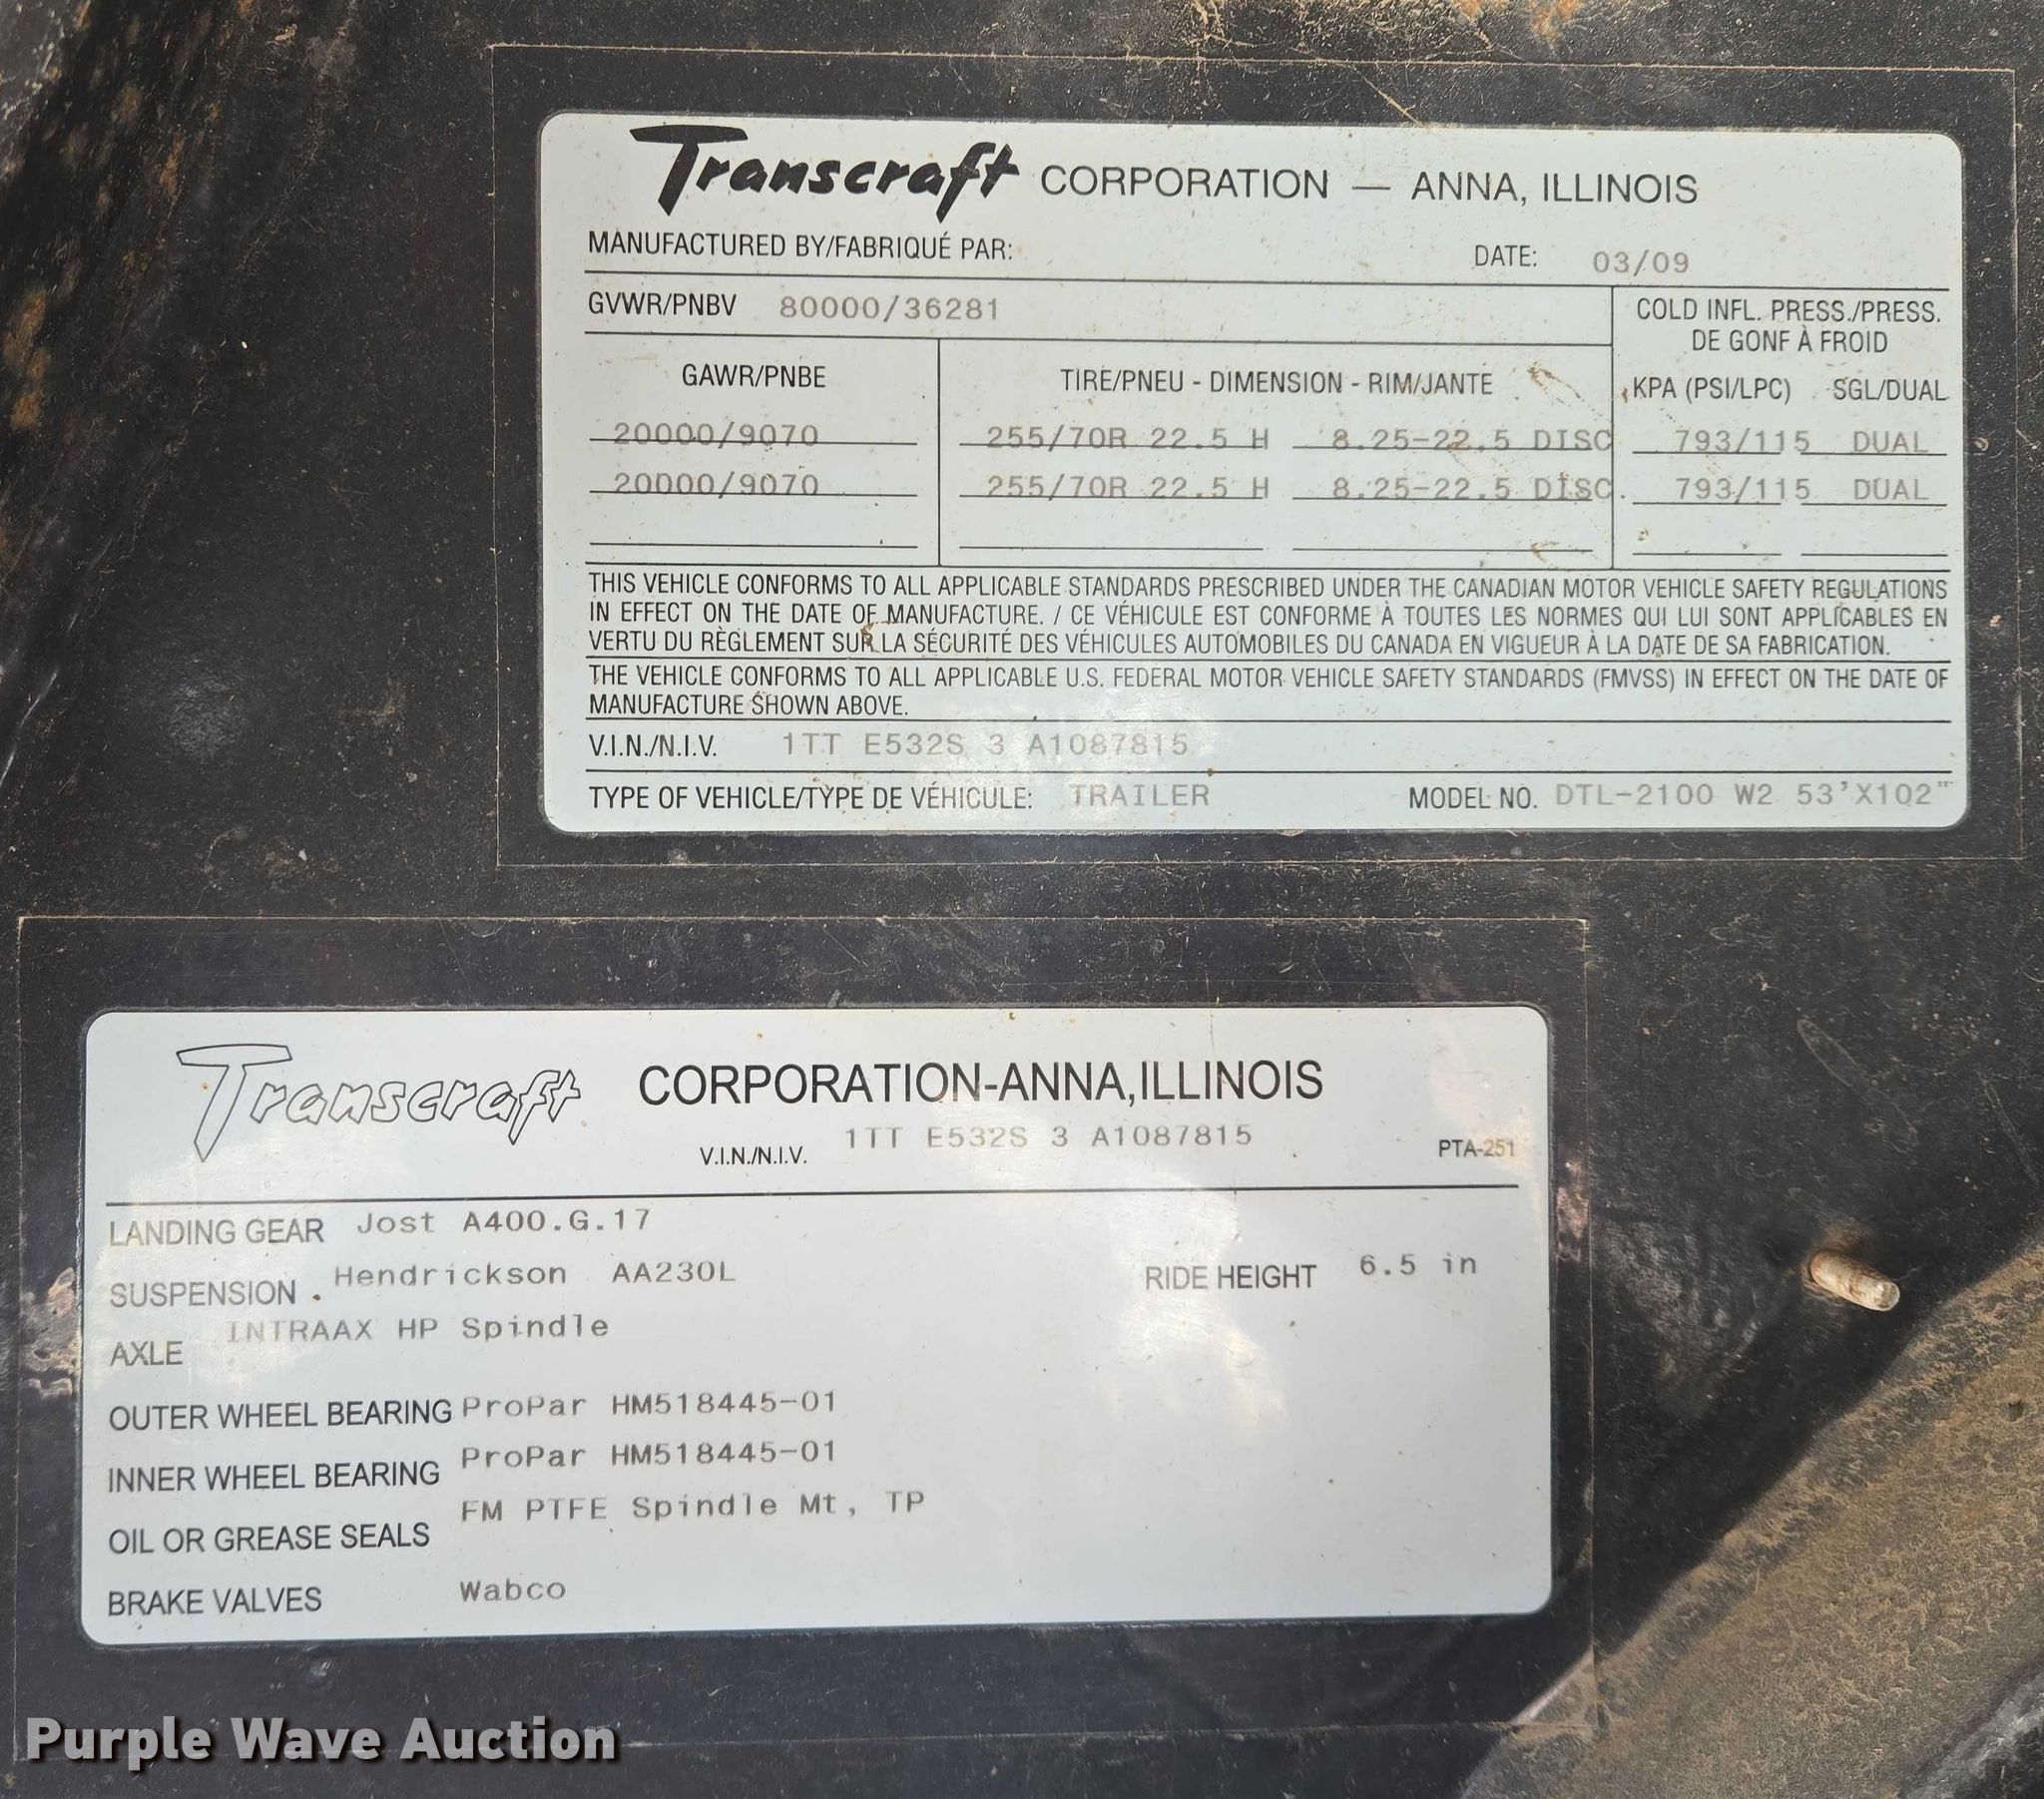 Transcraft CORPORATION — ANNA, ILLINOIS
MANUFACTURED BY/FABRIQUÉ PAR: DATE: 03/09
GVWR/PNBV 80000/36281
COLD INFL. PRESS./PRESS.
DE GONF À FROID
GAWR/PNBE TIRE/PNEU - DIMENSION - RIM/JANTE KPA (PSI/LPC) SGL/DUAL
20000/9070 255/70R 22.5 H 8.25-22.5 DISC 793/115 DUAL
20000/9070 255/70R 22.5 H 8.25-22.5 DISC. 793/115 DUAL
THIS VEHICLE CONFORMS TO ALL APPLICABLE STANDARDS PRESCRIBED UNDER THE CANADIAN MOTOR VEHICLE SAFETY REGULATIONS
IN EFFECT ON THE DATE OF MANUFACTURE. / CE VÉHICULE EST CONFORME À TOUTES LES NORMES QUI LUI SONT APPLICABLES EN
VERTU DU RÈGLEMENT SUR LA SÉCURITÉ DES VÉHICULES AUTOMOBILES DU CANADA EN VIGUEUR À LA DATE DE SA FABRICATION.
THE VEHICLE CONFORMS TO ALL APPLICABLE U.S. FEDERAL MOTOR VEHICLE SAFETY STANDARDS (FMVSS) IN EFFECT ON THE DATE OF
MANUFACTURE SHOWN ABOVE.
V.I.N./N.I.V. 1TT E532S 3 A1087815
TYPE OF VEHICLE/TYPE DE VÉHICULE: TRAILER MODEL NO. DTL-2100 W2 53'X102"
Transcraft CORPORATION-ANNA, ILLINOIS
V.I.N./N.I.V. 1TT E532S 3 A1087815 PTA-251
LANDING GEAR Jost A400.G.17
SUSPENSION Hendrickson AA230L RIDE HEIGHT 6.5 in
AXLE INTRAAX HP Spindle
OUTER WHEEL BEARING ProPar HM518445-01
INNER WHEEL BEARING ProPar HM518445-01
OIL OR GREASE SEALS FM PTFE Spindle Mt, TP
BRAKE VALVES Wabco
Purple Wave Auction